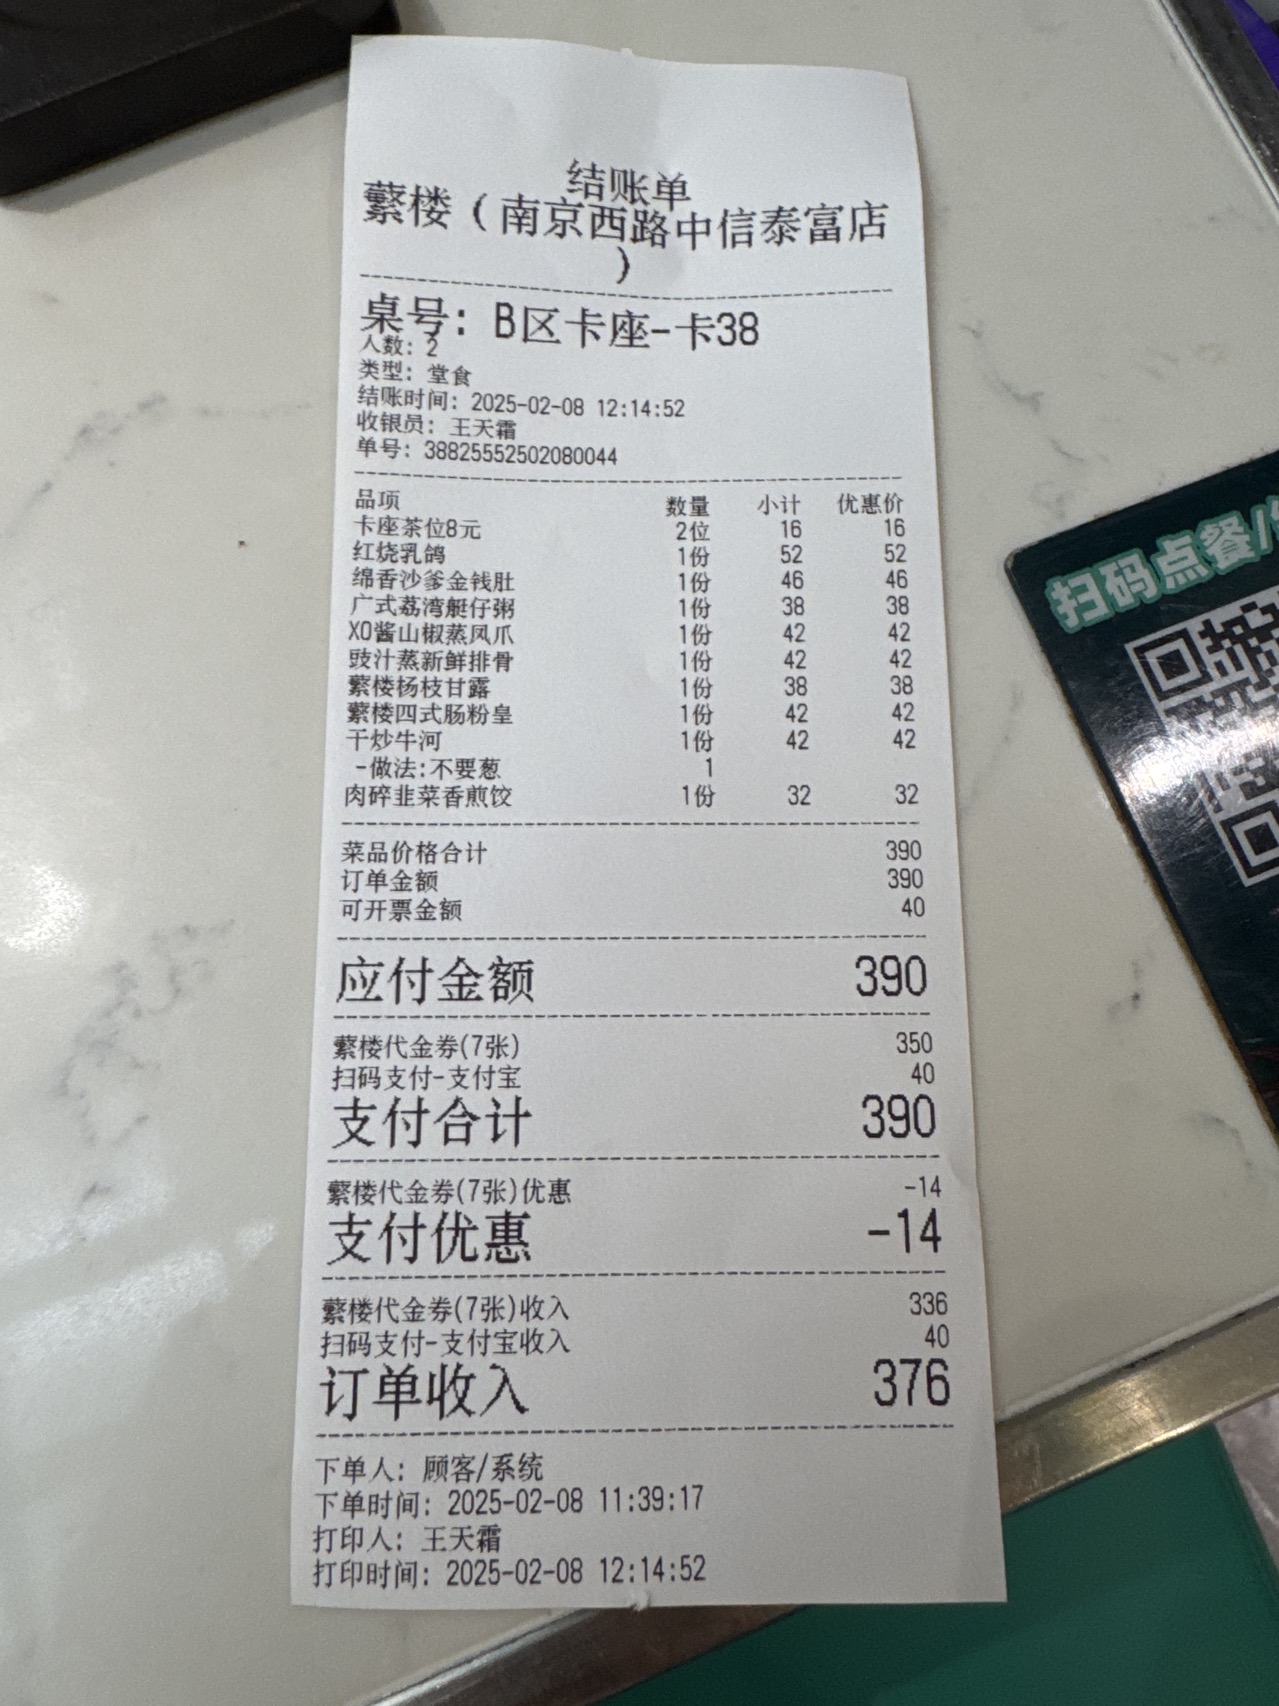 结账单
蘩楼（南京西路中信泰富店
）
桌号: B区卡座-卡38
人数: 2
类型: 堂食
结账时间: 2025-02-08 12:14:52
收银员: 王天霜
单号: 38825552502080044
品项 数量 小计 优惠价
卡座茶位8元 2位 16 16
红烧乳鸽 1份 52 52
绵香沙爹金钱肚 1份 46 46
广式荔湾艇仔粥 1份 38 38
XO酱山椒蒸凤爪 1份 42 42
豉汁蒸新鲜排骨 1份 42 42
蘩楼杨枝甘露 1份 38 38
蘩楼四式肠粉皇 1份 42 42
干炒牛河 1份 42 42
-做法:不要葱 1
肉碎韭菜香煎饺 1份 32 32
菜品价格合计 390
订单金额 390
可开票金额 40
应付金额 390
蘩楼代金券(7张) 350
扫码支付-支付宝 40
支付合计 390
蘩楼代金券(7张)优惠 -14
支付优惠 -14
蘩楼代金券(7张)收入 336
扫码支付-支付宝收入 40
订单收入 376
下单人: 顾客/系统
下单时间: 2025-02-08 11:39:17
打印人: 王天霜
打印时间: 2025-02-08 12:14:52
扫码点餐/